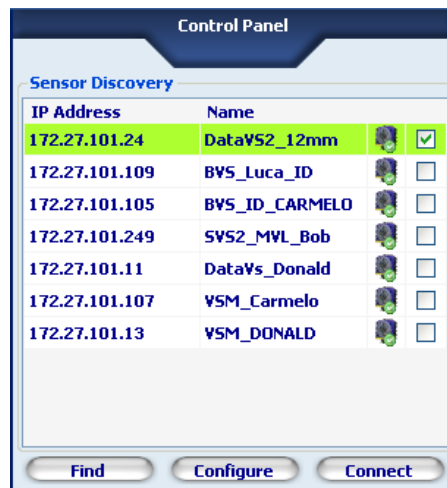 Control Panel
Sensor Discovery
IP Address Name
172.27.101.24 DataVS2_12mm
172.27.101.109 BVS_Luca_ID
172.27.101.105 BVS_ID_CARMELO
172.27.101.249 SVS2_MVL_Bob
172.27.101.11 DataVs_Donald
172.27.101.107 VSM_Carmelo
172.27.101.13 VSM_DONALD
Find Configure Connect